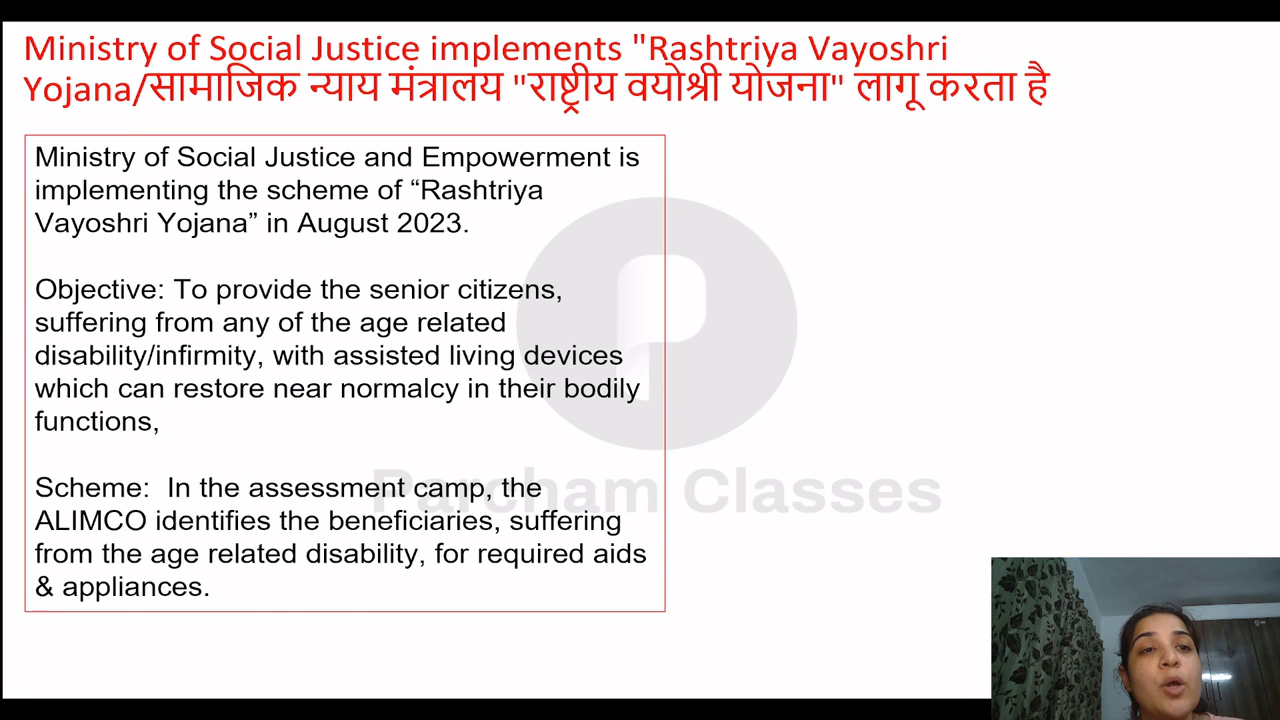 Ministry of Social Justice implements "Rashtriya Vayoshri
Yojana/सामाजिक न्याय मंत्रालय "राष्ट्रीय वयोश्री योजना" लागू करता है
Ministry of Social Justice and Empowerment is
implementing the scheme of “Rashtriya
Vayoshri Yojana” in August 2023.
Objective: To provide the senior citizens,
suffering from any of the age related
disability/infirmity, with assisted living devices
which can restore near normalcy in their bodily
functions,
Scheme:  In the assessment camp, the
ALIMCO identifies the beneficiaries, suffering
from the age related disability, for required aids
& appliances.
Parcham Classes